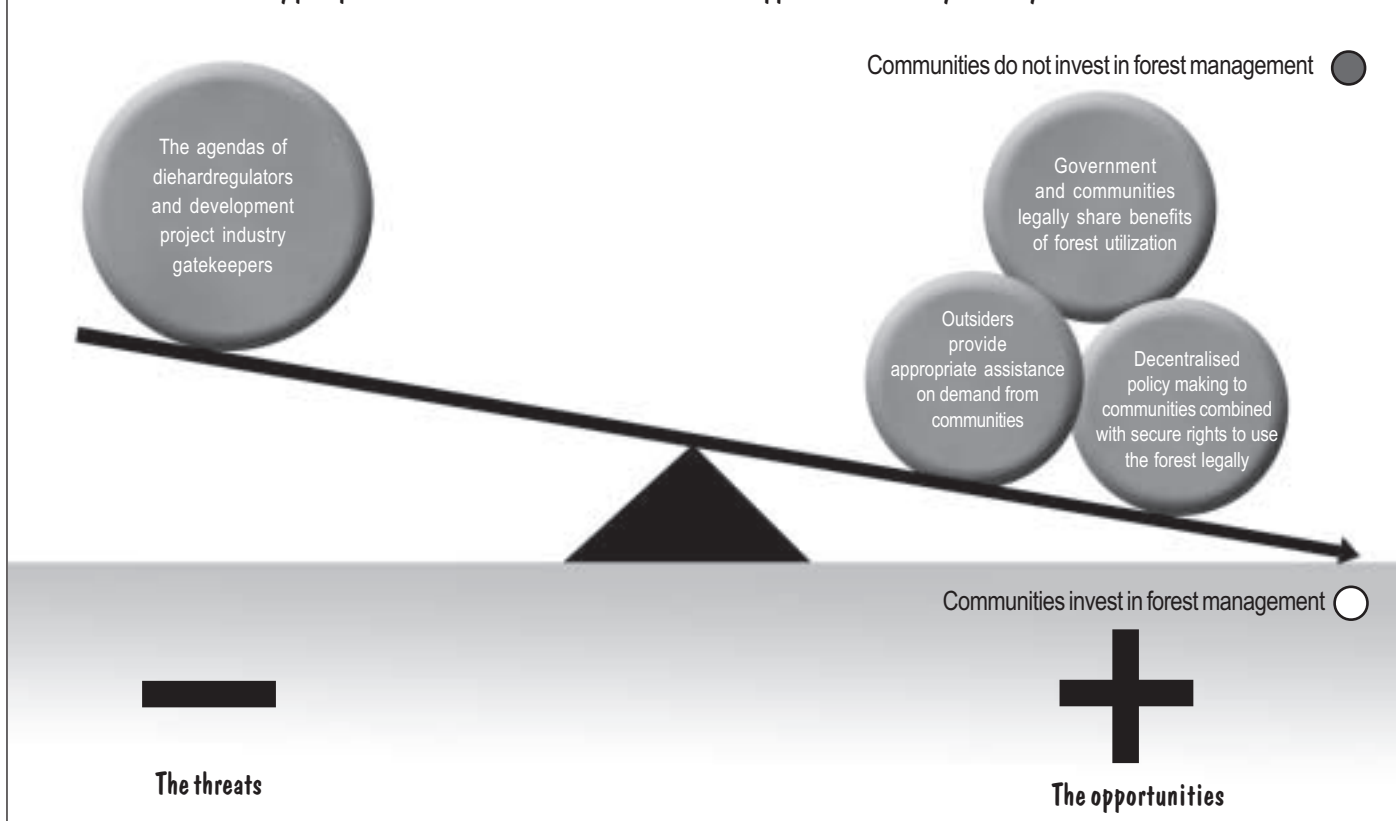 Communities do not invest in forest management
The agendas of
diehardregulators
and development
project industry
gatekeepers
Government
and communities
legally share benefits
of forest utilization
Outsiders
provide
appropriate assistance
on demand from
communities
Decentralised
policy making to
communities combined
with secure rights to use
the forest legally
Communities invest in forest management
The threats
The opportunities